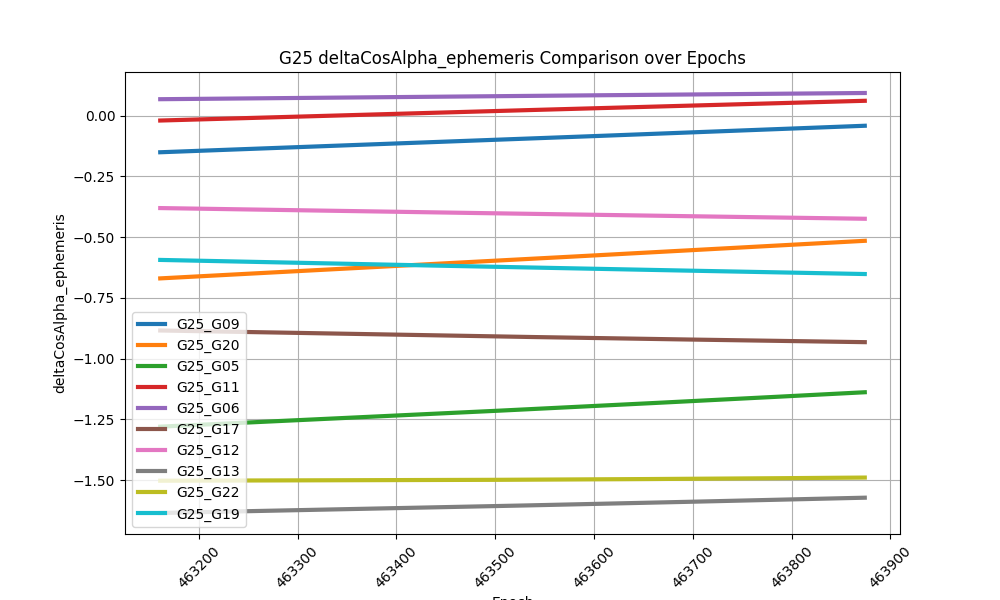 G25 deltaCosAlpha_ephemeris Comparison over Epochs
deltaCosAlpha_ephemeris
0.00
−0.25
−0.50
−0.75
−1.00
−1.25
−1.50
G25_G09
G25_G20
G25_G05
G25_G11
G25_G06
G25_G17
G25_G12
G25_G13
G25_G22
G25_G19
463200
463300
463400
463500
463600
463700
463800
463900
Epoch